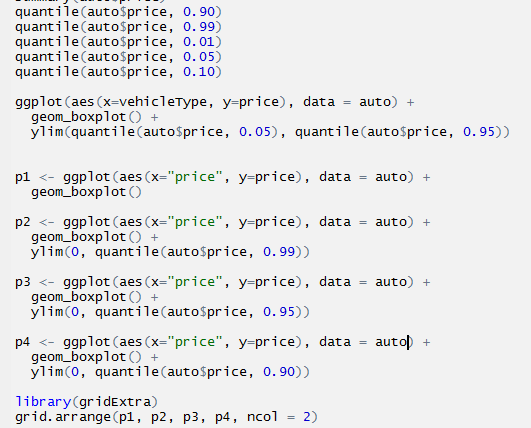 summary(auto$price)
quantile(auto$price, 0.90)
quantile(auto$price, 0.99)
quantile(auto$price, 0.01)
quantile(auto$price, 0.05)
quantile(auto$price, 0.10)
ggplot(aes(x=vehicleType, y=price), data = auto) +
geom_boxplot() +
ylim(quantile(auto$price, 0.05), quantile(auto$price, 0.95))
p1 <- ggplot(aes(x="price", y=price), data = auto) +
geom_boxplot()
p2 <- ggplot(aes(x="price", y=price), data = auto) +
geom_boxplot() +
ylim(0, quantile(auto$price, 0.99))
p3 <- ggplot(aes(x="price", y=price), data = auto) +
geom_boxplot() +
ylim(0, quantile(auto$price, 0.95))
p4 <- ggplot(aes(x="price", y=price), data = auto) +
geom_boxplot() +
ylim(0, quantile(auto$price, 0.90))
library(gridExtra)
grid.arrange(p1, p2, p3, p4, ncol = 2)